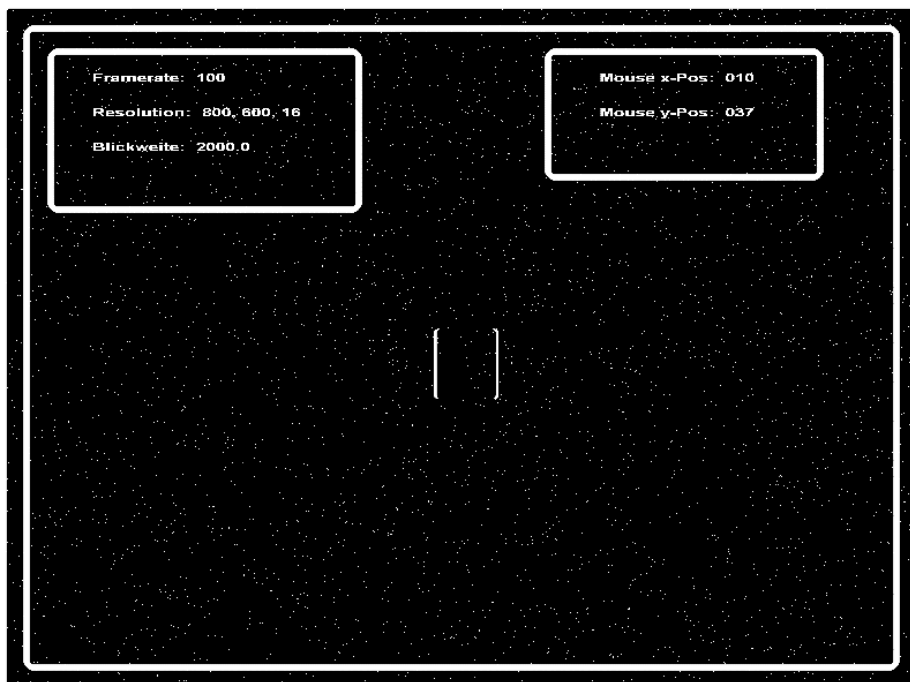 Framerate: 100
Resolution: 800, 600, 16
Blickweite: 2000.0
Mouse x-Pos: 010
Mouse y-Pos: 037